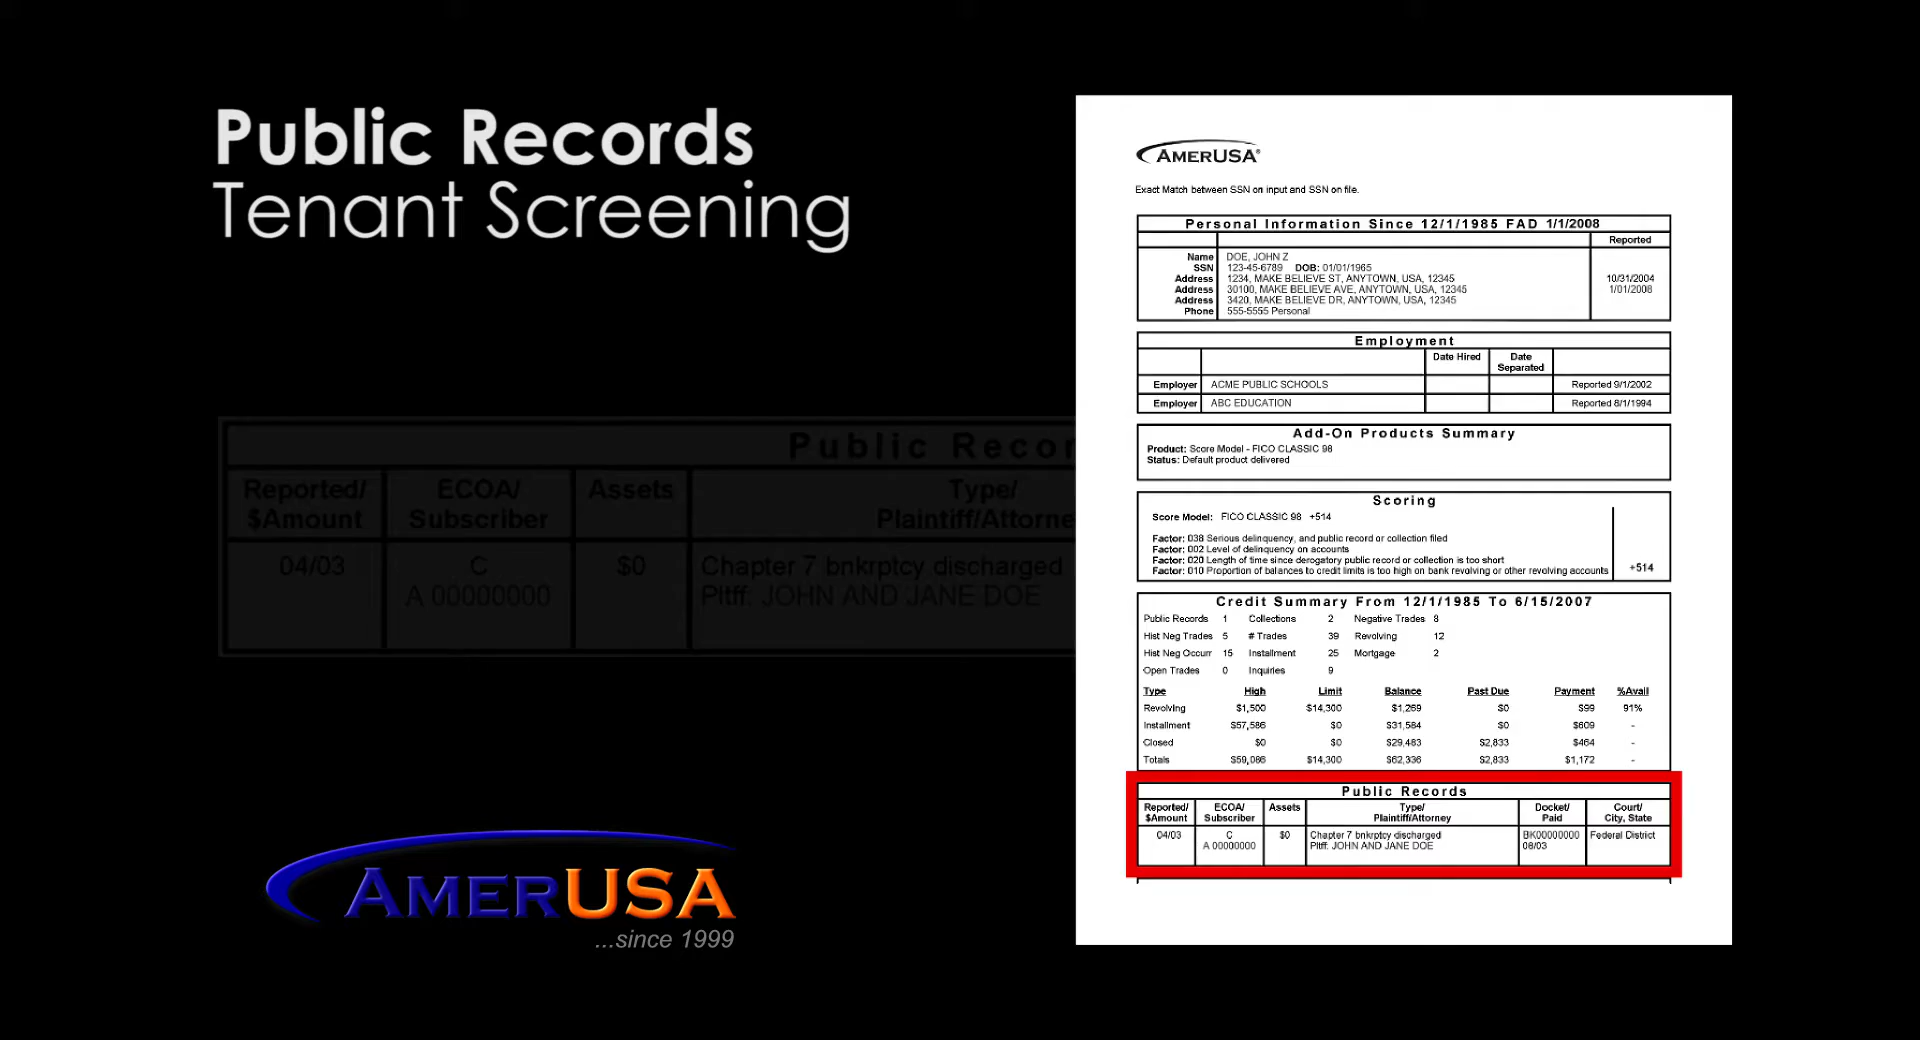 Public Records
Tenant Screening
Public Recor
Reported/ ECOA/ Assets Type/
$Amount Subscriber Plaintiff/Attorne
04/03 C $0 Chapter 7 bnkrptcy discharged
A 00000000 Pltff: JOHN AND JANE DOE
AMERUSA
...since 1999
AMERUSA®
Exact Match between SSN on input and SSN on file.
Personal Information Since 12/1/1985 FAD 1/1/2008
Reported
Name DOE, JOHN Z
SSN 123-45-6789 DOB: 01/01/1965
Address 1234, MAKE BELIEVE ST, ANYTOWN, USA, 12345 10/31/2004
Address 30100, MAKE BELIEVE AVE, ANYTOWN, USA, 12345 1/01/2008
Address 3420, MAKE BELIEVE DR, ANYTOWN, USA, 12345
Phone 555-5555 Personal
Employment
Date Hired Date
Separated
Employer ACME PUBLIC SCHOOLS Reported 9/1/2002
Employer ABC EDUCATION Reported 8/1/1994
Add-On Products Summary
Product: Score Model - FICO CLASSIC 98
Status: Default product delivered
Scoring
Score Model: FICO CLASSIC 98 +514
Factor: 038 Serious delinquency, and public record or collection filed
Factor: 002 Level of delinquency on accounts
Factor: 020 Length of time since derogatory public record or collection is too short
Factor: 010 Proportion of balances to credit limits is too high on bank revolving or other revolving accounts +514
Credit Summary From 12/1/1985 To 6/15/2007
Public Records 1 Collections 2 Negative Trades 8
Hist Neg Trades 5 # Trades 39 Revolving 12
Hist Neg Occurr 15 Installment 25 Mortgage 2
Open Trades 0 Inquiries 9
Type High Limit Balance Past Due Payment %Avail
Revolving $1,500 $14,300 $1,269 $0 $99 91%
Installment $57,586 $0 $31,584 $0 $609 -
Closed $0 $0 $29,483 $2,833 $464 -
Totals $59,086 $14,300 $62,336 $2,833 $1,172 -
Public Records
Reported/ ECOA/ Assets Type/ Docket/ Court/
$Amount Subscriber Plaintiff/Attorney Paid City, State
04/03 C $0 Chapter 7 bnkrptcy discharged BK00000000 Federal District
A 00000000 Pltff: JOHN AND JANE DOE 08/03